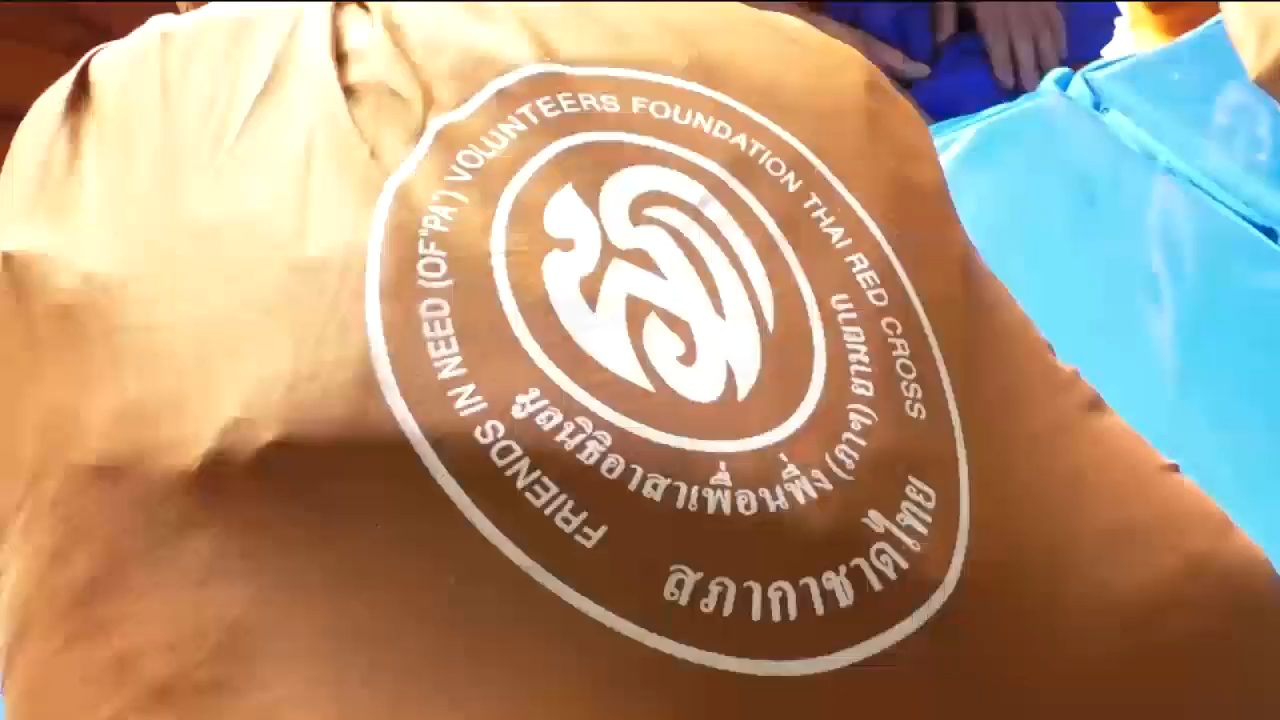 FRIENDS IN NEED (OF "PA") VOLUNTEERS FOUNDATION THAI RED CROSS
มูลนิธิอาสาเพื่อนพึ่ง (ภาฯ) ยามยาก
สภากาชาดไทย